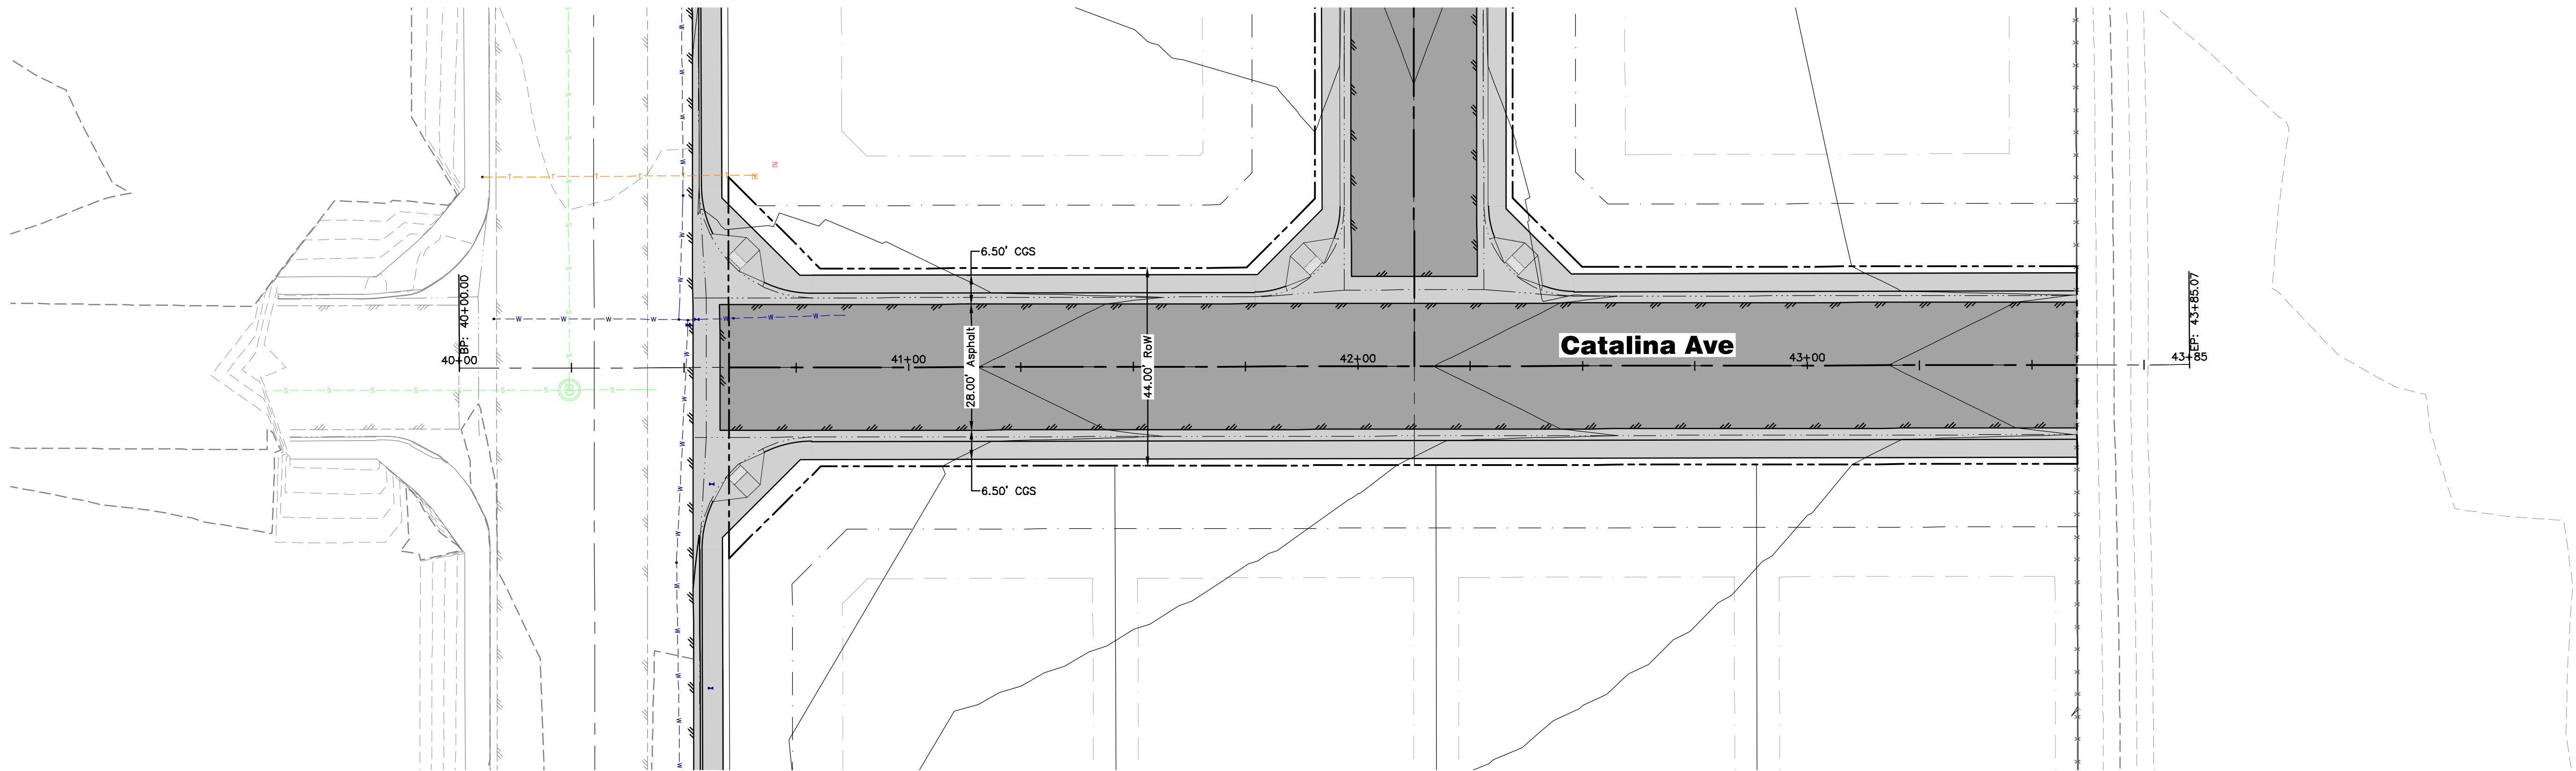 6.50' CGS
BP: 40+00.00
EP: 43+85.07
28.00' Asphalt
44.00' RoW
Catalina Ave
40+00
41+00
42+00
43+00
43+85
6.50' CGS
T T T T T
W W W W W W
S S S S S S S